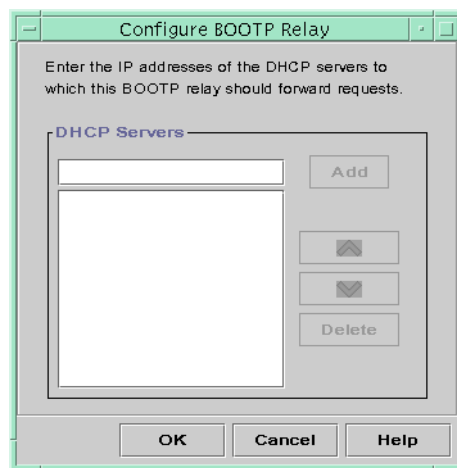 Configure BOOTP Relay
Enter the IP addresses of the DHCP servers to
which this BOOTP relay should forward requests.
DHCP Servers
Add
Delete
OK
Cancel
Help